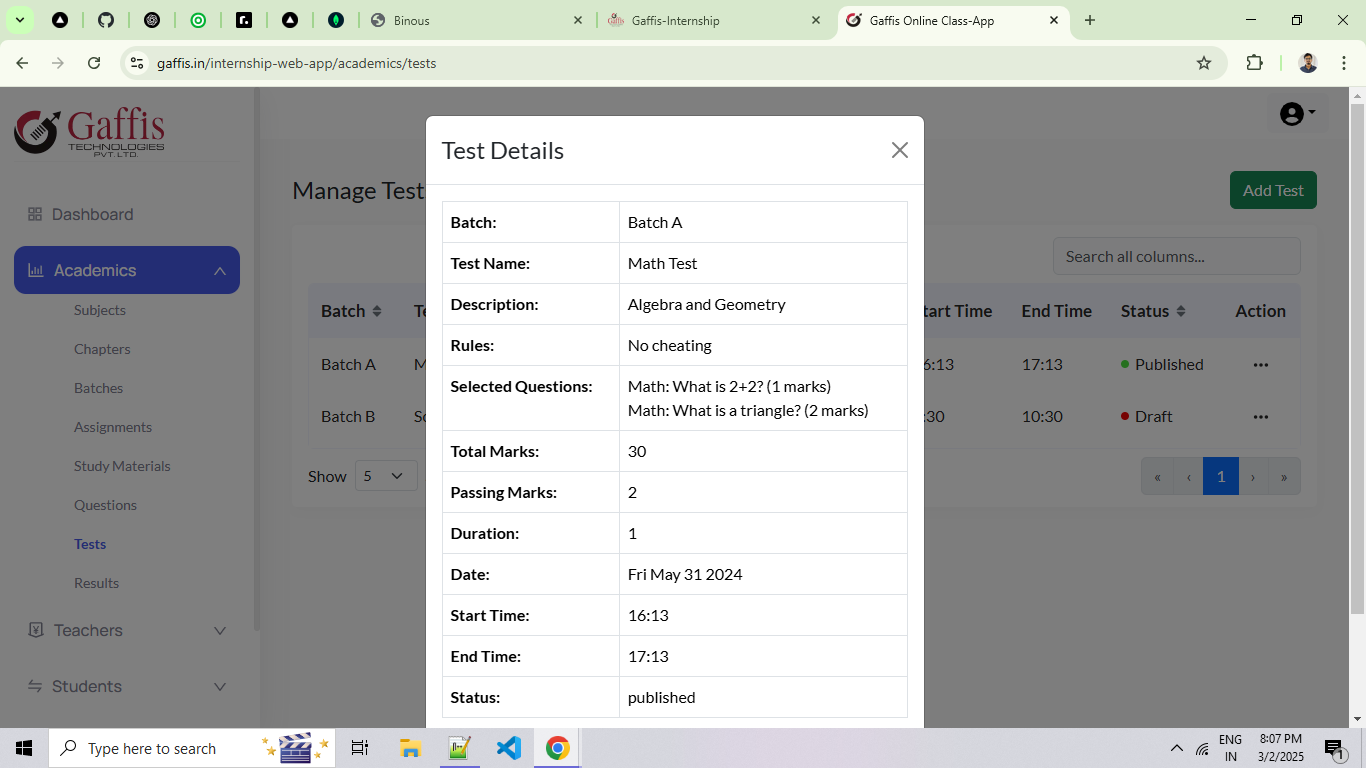 Binous
Gaffis-Internship
Gaffis Online Class-App
gaffis.in/internship-web-app/academics/tests
Gaffis
TECHNOLOGIES
PVT.LTD.
Dashboard
Academics
Subjects
Chapters
Batches
Assignments
Study Materials
Questions
Tests
Results
Teachers
Students
Manage Test
Add Test
Search all columns...
Batch Te tart Time End Time Status Action
Batch A M 6:13 17:13 Published
Batch B Sc :30 10:30 Draft
Show 5 « ‹ 1 › »
Test Details
Batch: Batch A
Test Name: Math Test
Description: Algebra and Geometry
Rules: No cheating
Selected Questions: Math: What is 2+2? (1 marks)
Math: What is a triangle? (2 marks)
Total Marks: 30
Passing Marks: 2
Duration: 1
Date: Fri May 31 2024
Start Time: 16:13
End Time: 17:13
Status: published
Type here to search
ENG
IN
8:07 PM
3/2/2025
1